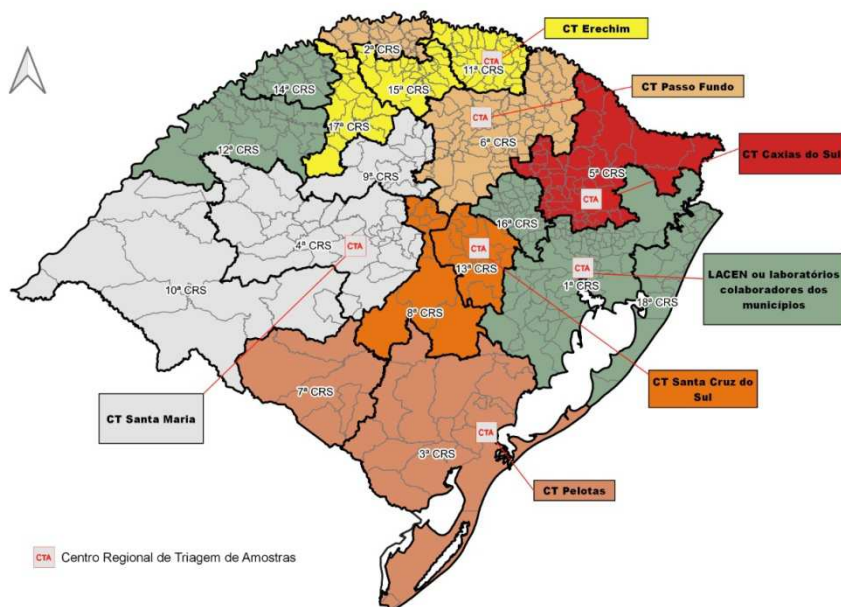 CT Erechim
2ª CRS
CTA
11ª CRS
14ª CRS
15ª CRS
CT Passo Fundo
17ª CRS
CTA
6ª CRS
12ª CRS
CT Caxias do Sul
9ª CRS
5ª CRS
CTA
16ª CRS
4ª CRS
CTA
CTA
13ª CRS
CTA
LACEN ou laboratórios
colaboradores dos
municípios
10ª CRS
1ª CRS
18ª CRS
8ª CRS
CT Santa Cruz do
Sul
7ª CRS
CT Santa Maria
CTA
3ª CRS
CT Pelotas
CTA Centro Regional de Triagem de Amostras